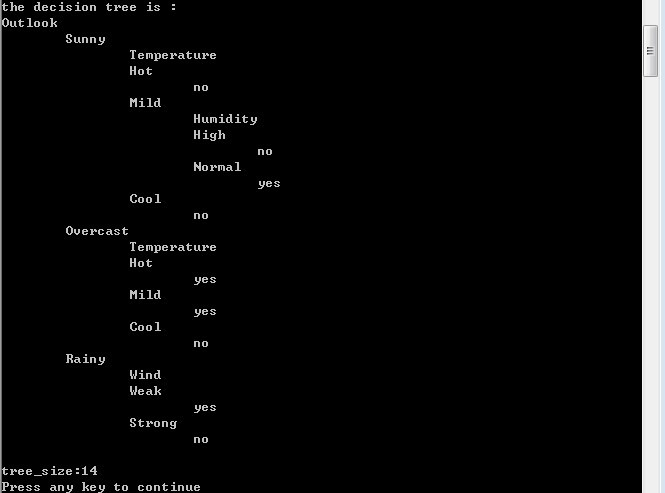 the decision tree is :
Outlook
Sunny
Temperature
Hot
no
Mild
Humidity
High
no
Normal
yes
Cool
no
Overcast
Temperature
Hot
yes
Mild
yes
Cool
no
Rainy
Wind
Weak
yes
Strong
no
tree_size:14
Press any key to continue